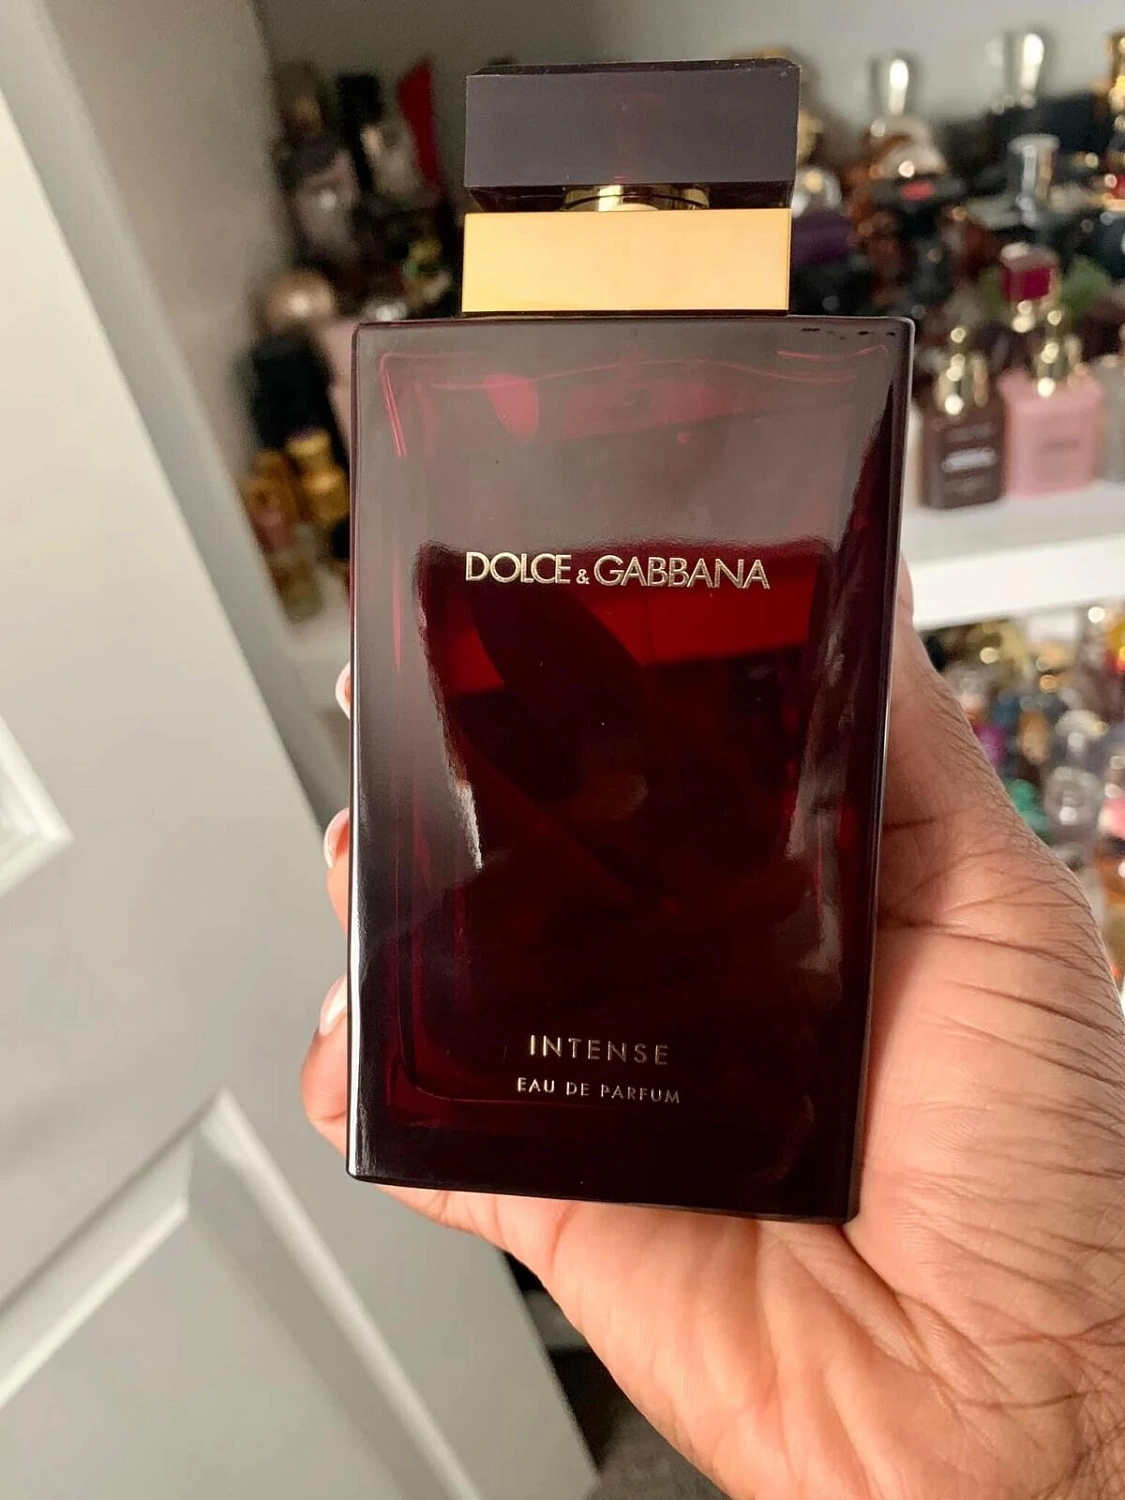 DOLCE & GABBANA
INTENSE
EAU DE PARFUM